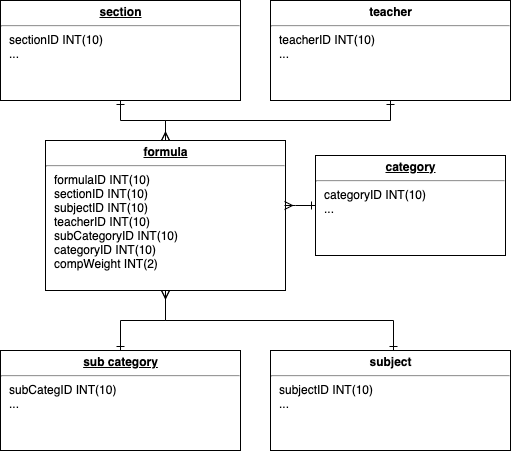 section
sectionID INT(10)
...
teacher
teacherID INT(10)
...
formula
formulaID INT(10)
sectionID INT(10)
subjectID INT(10)
teacherID INT(10)
subCategoryID INT(10)
categoryID INT(10)
compWeight INT(2)
category
categoryID INT(10)
...
sub category
subCategID INT(10)
...
subject
subjectID INT(10)
...